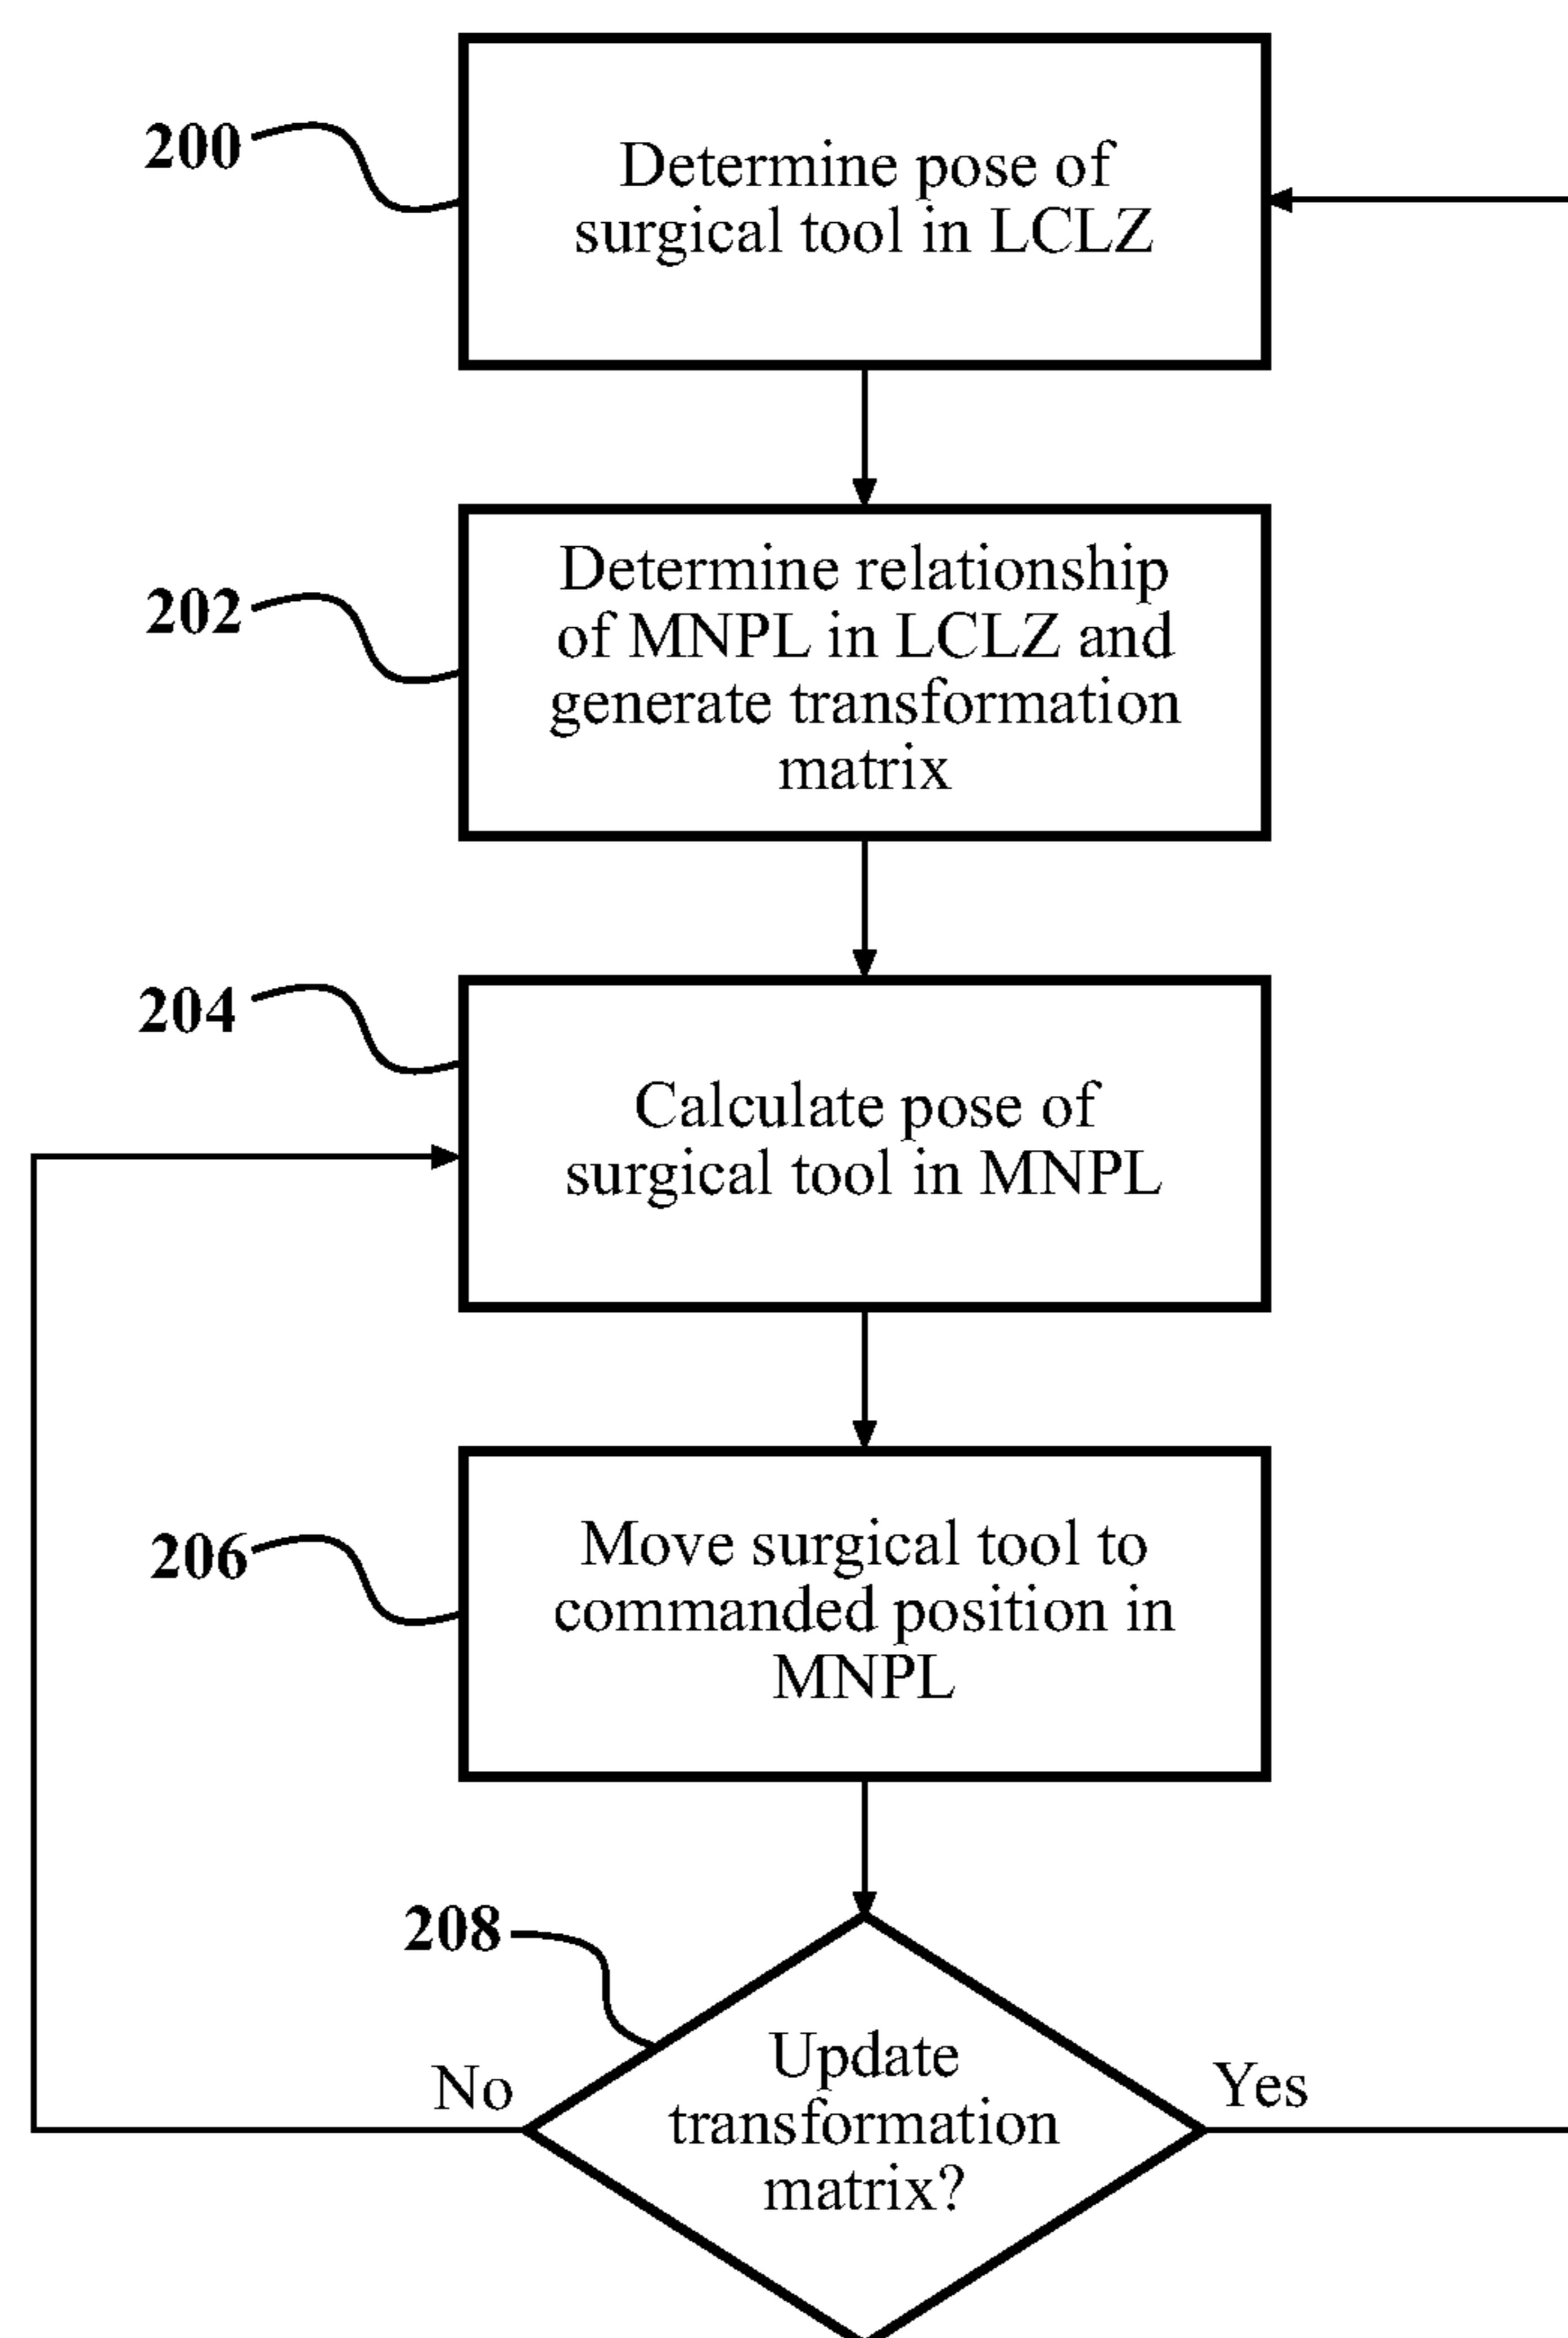 200
Determine pose of
surgical tool in LCLZ
202
Determine relationship
of MNPL in LCLZ and
generate transformation
matrix
204
Calculate pose of
surgical tool in MNPL
206
Move surgical tool to
commanded position in
MNPL
208
No
Update
transformation
matrix?
Yes